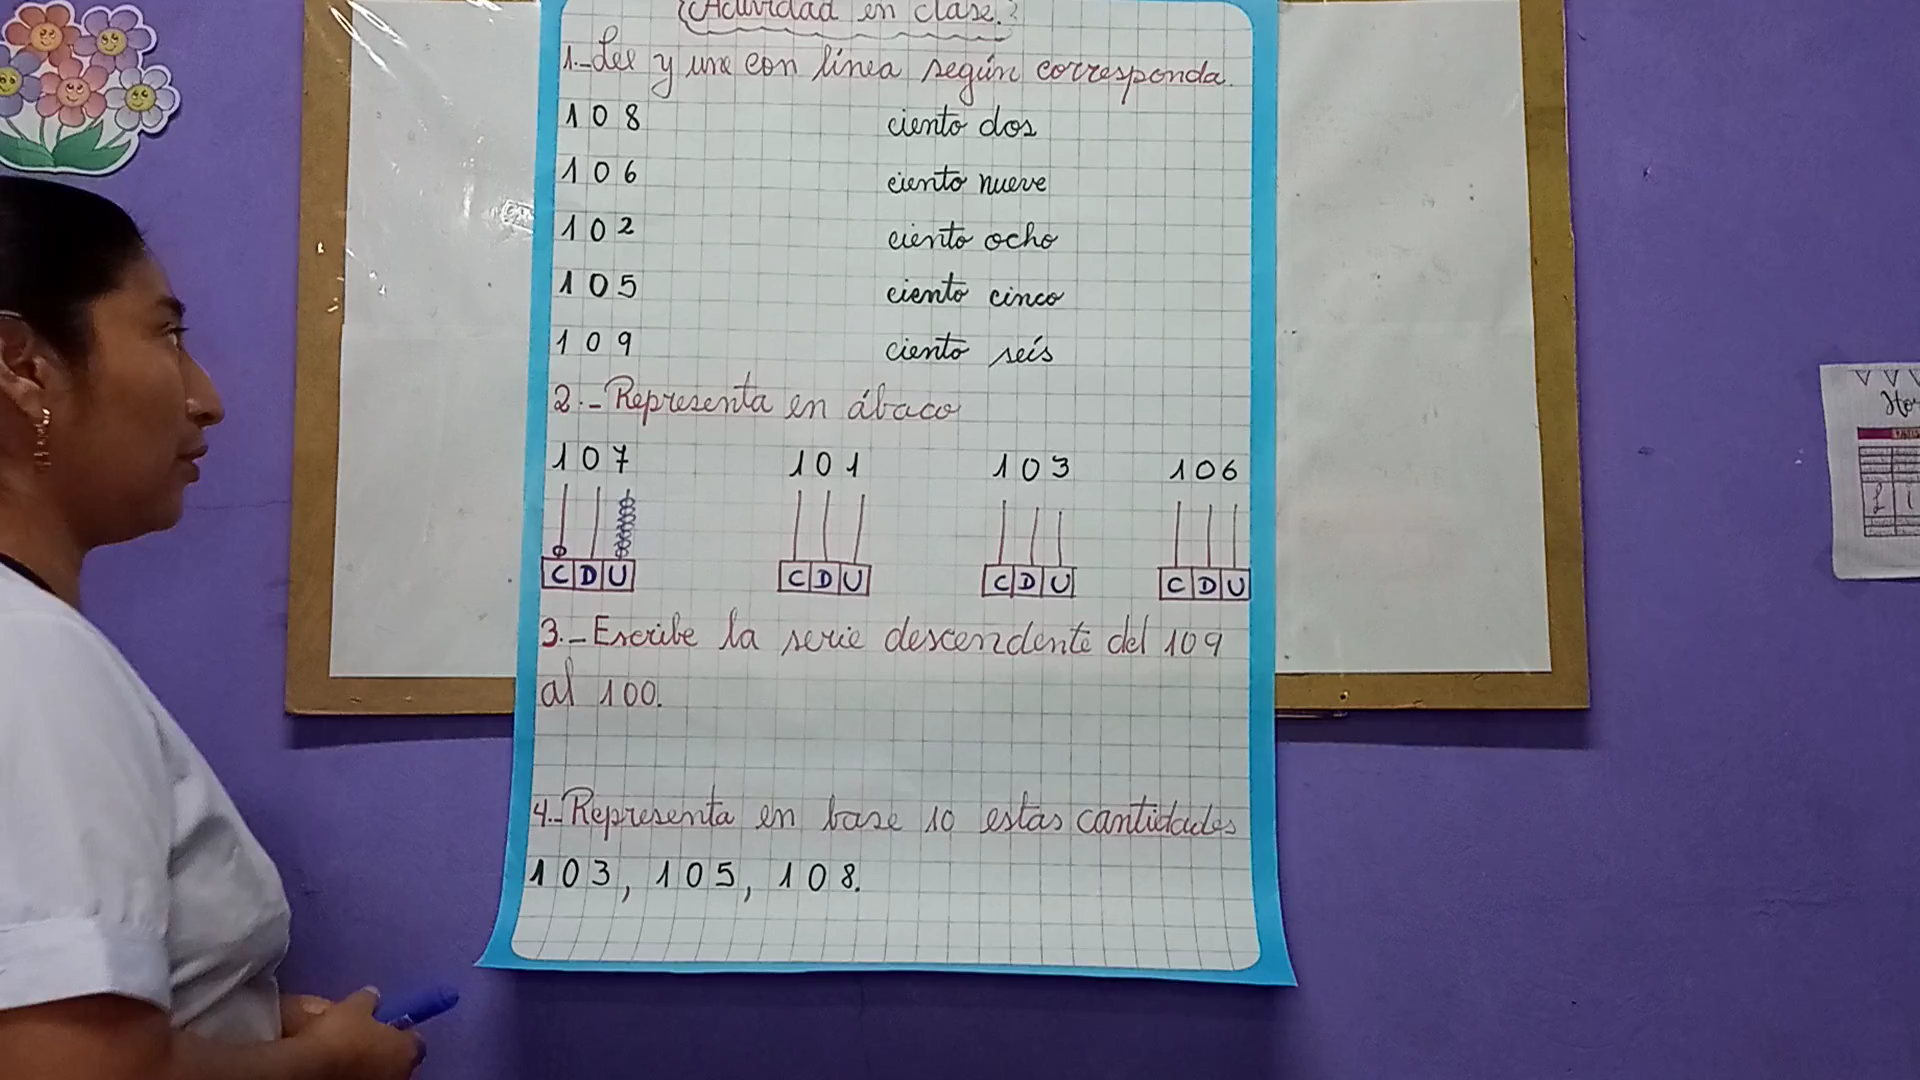 Actividad en clase.
1.-Lee y une con línea según corresponda.
108 ciento dos
106 ciento nueve
102 ciento ocho
105 ciento cinco
109 ciento seís
2.-Representa en ábaco
107 101 103 106
C D U C D U C D U C D U
3.-Escribe la serie descendente del 109
al 100.
4.-Representa en base 10 estas cantidades
103, 105, 108.